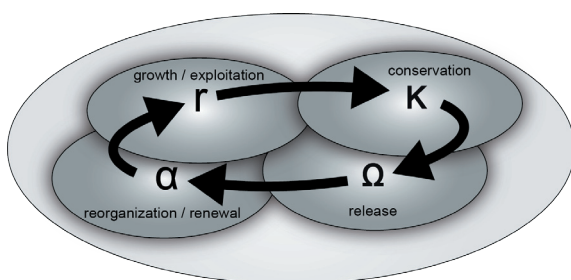 growth / exploitation
r
conservation
K
α
reorganization / renewal
Ω
release